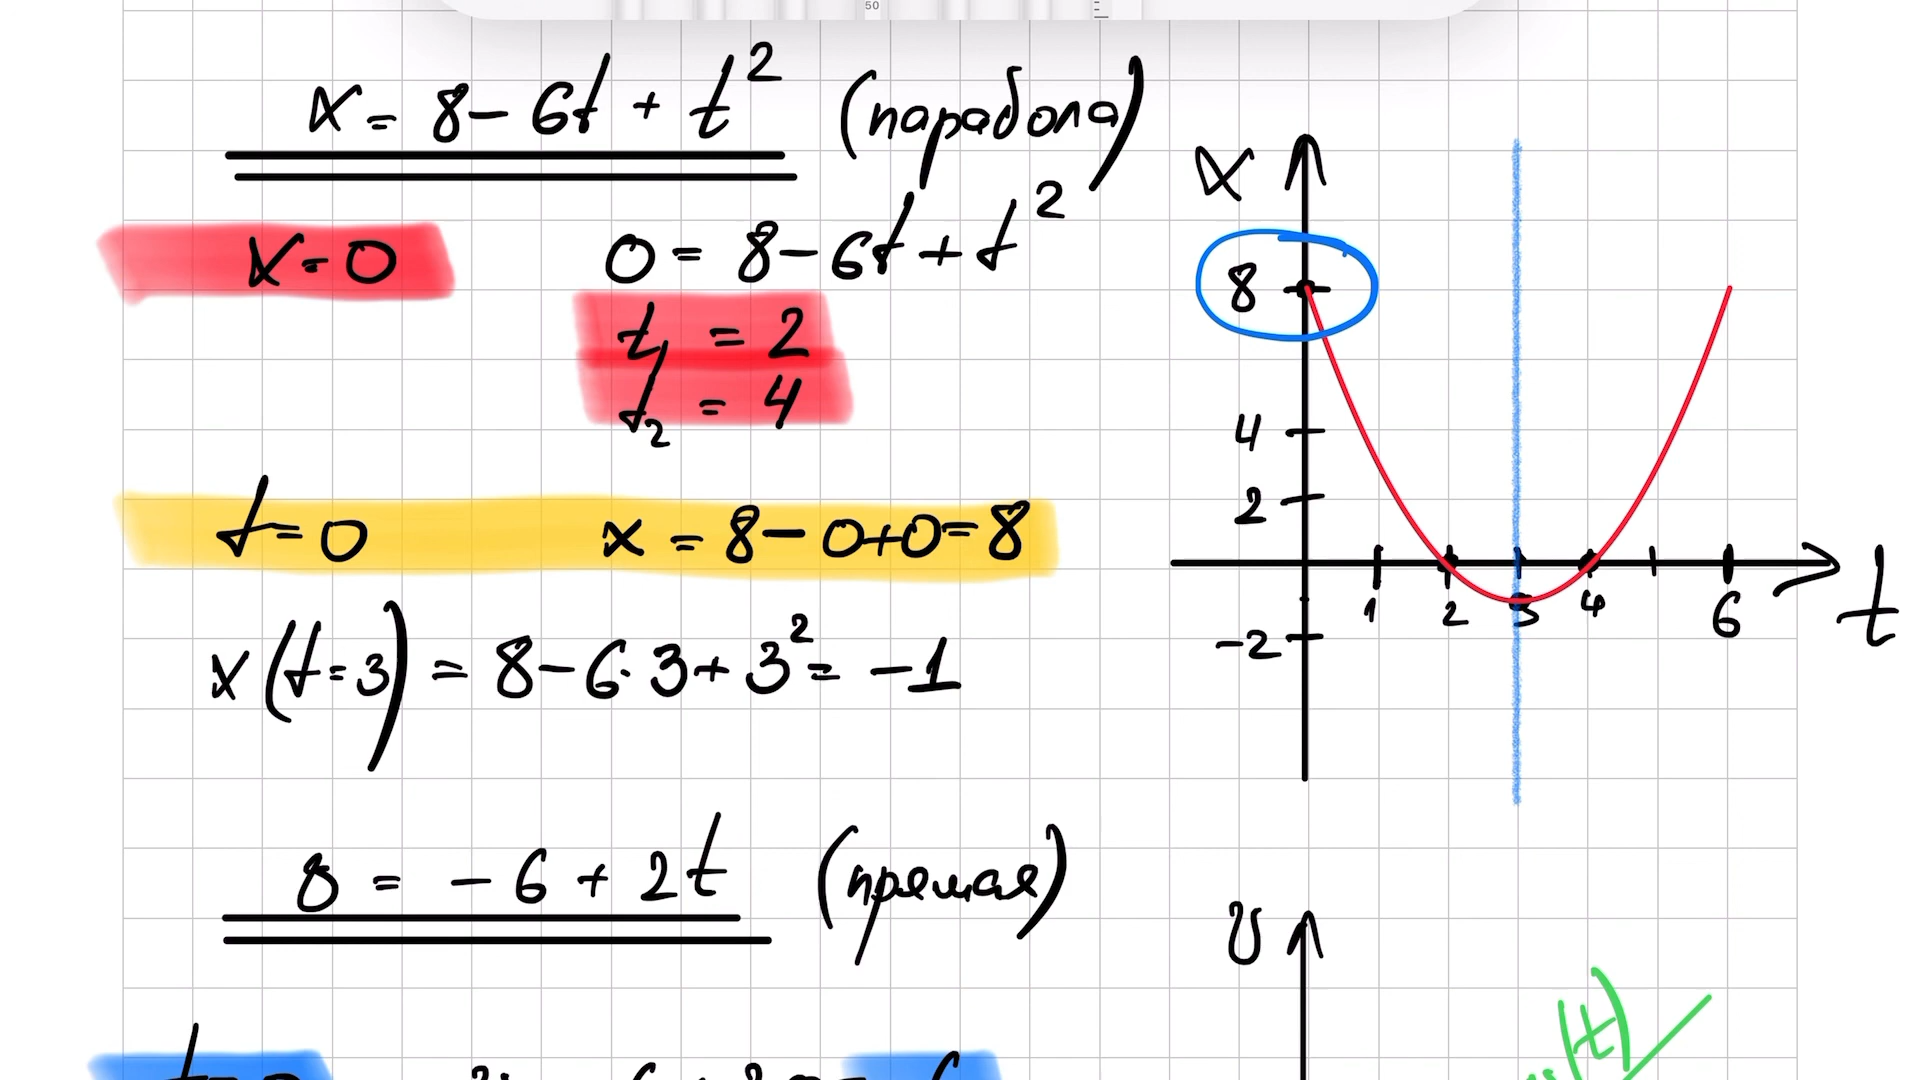 50
x = 8 - 6t + t² (парабола)
x = 0 0 = 8 - 6t + t²
t₁ = 2
t₂ = 4
t = 0 x = 8 - 0 + 0 = 8
x (t = 3) = 8 - 6 · 3 + 3² = -1
x
8
4
2
-2
1 2 3 4 6 t
υ = - 6 + 2t (прямая)
υ
(t)